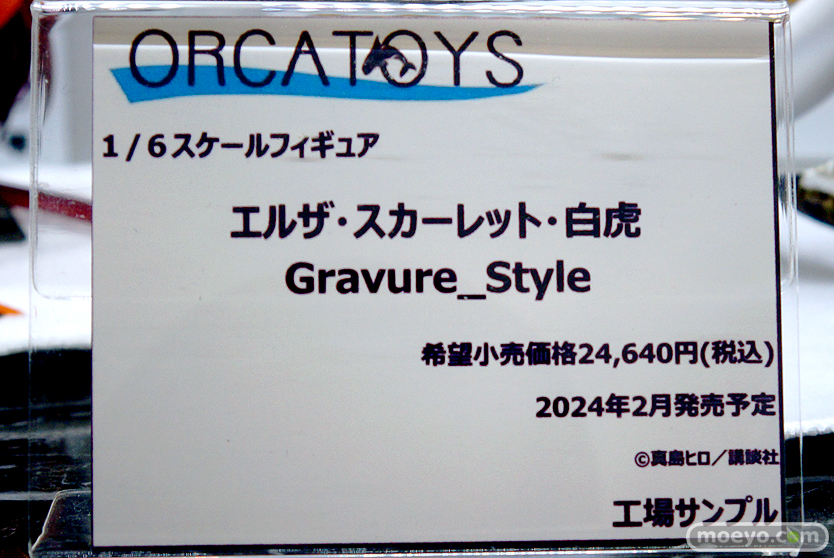 ORCATOYS
1/6スケールフィギュア
エルザ・スカーレット・白虎
Gravure_Style
希望小売価格24,640円(税込)
2024年2月発売予定
©真島ヒロ／講談社
工場サンプル
moeyo.com